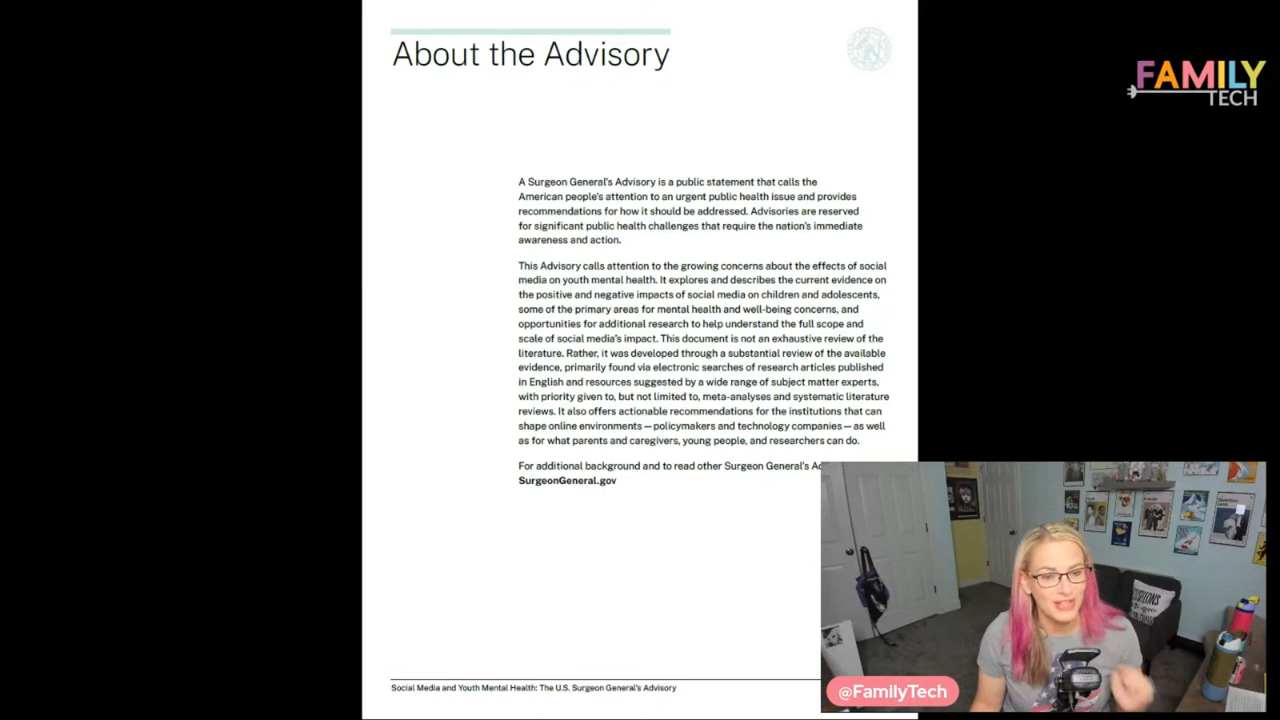 About the Advisory
FAMILY
TECH
A Surgeon General's Advisory is a public statement that calls the
American people's attention to an urgent public health issue and provides
recommendations for how it should be addressed. Advisories are reserved
for significant public health challenges that require the nation's immediate
awareness and action.
This Advisory calls attention to the growing concerns about the effects of social
media on youth mental health. It explores and describes the current evidence on
the positive and negative impacts of social media on children and adolescents,
some of the primary areas for mental health and well-being concerns, and
opportunities for additional research to help understand the full scope and
scale of social media's impact. This document is not an exhaustive review of the
literature. Rather, it was developed through a substantial review of the available
evidence, primarily found via electronic searches of research articles published
in English and resources suggested by a wide range of subject matter experts,
with priority given to, but not limited to, meta-analyses and systematic literature
reviews. It also offers actionable recommendations for the institutions that can
shape online environments—policymakers and technology companies—as well
as for what parents and caregivers, young people, and researchers can do.
For additional background and to read other Surgeon General's
SurgeonGeneral.gov
Social Media and Youth Mental Health: The U.S. Surgeon General's Advisory
@FamilyTech